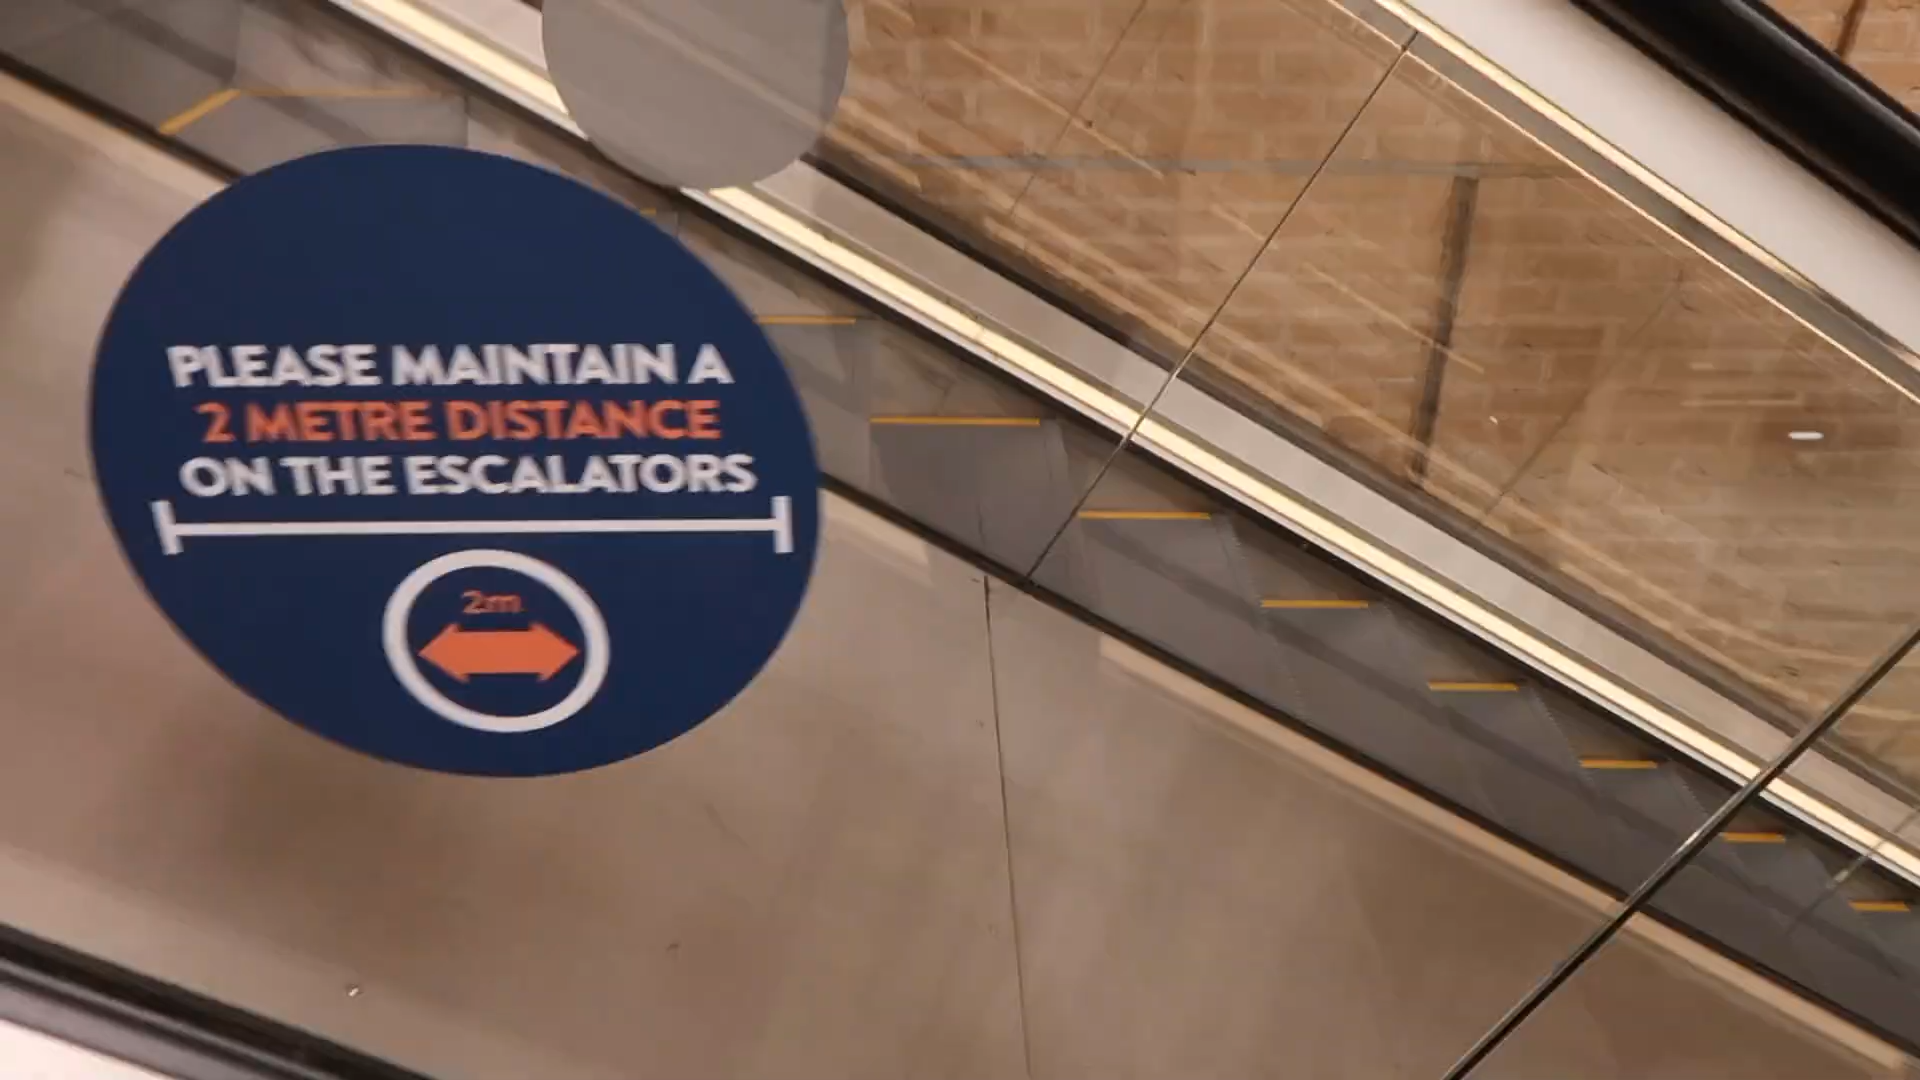 PLEASE MAINTAIN A
2 METRE DISTANCE
ON THE ESCALATORS
2m